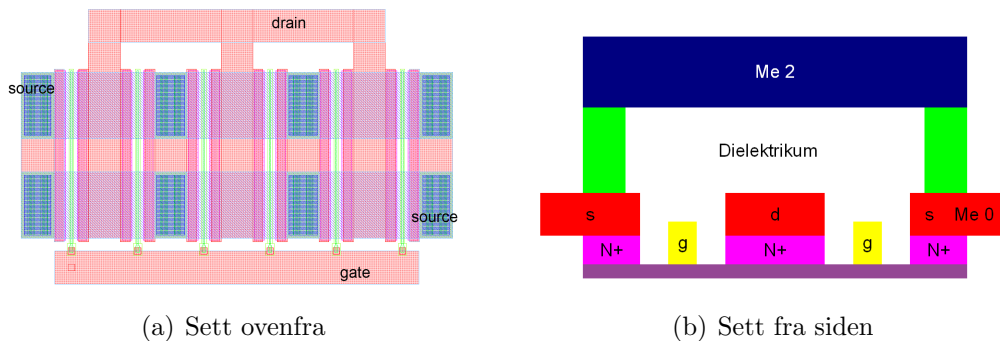 drain
source
source
gate
(a) Sett ovenfra
Me 2
Dielektrikum
s d s Me 0
g g
N+ N+ N+
(b) Sett fra siden